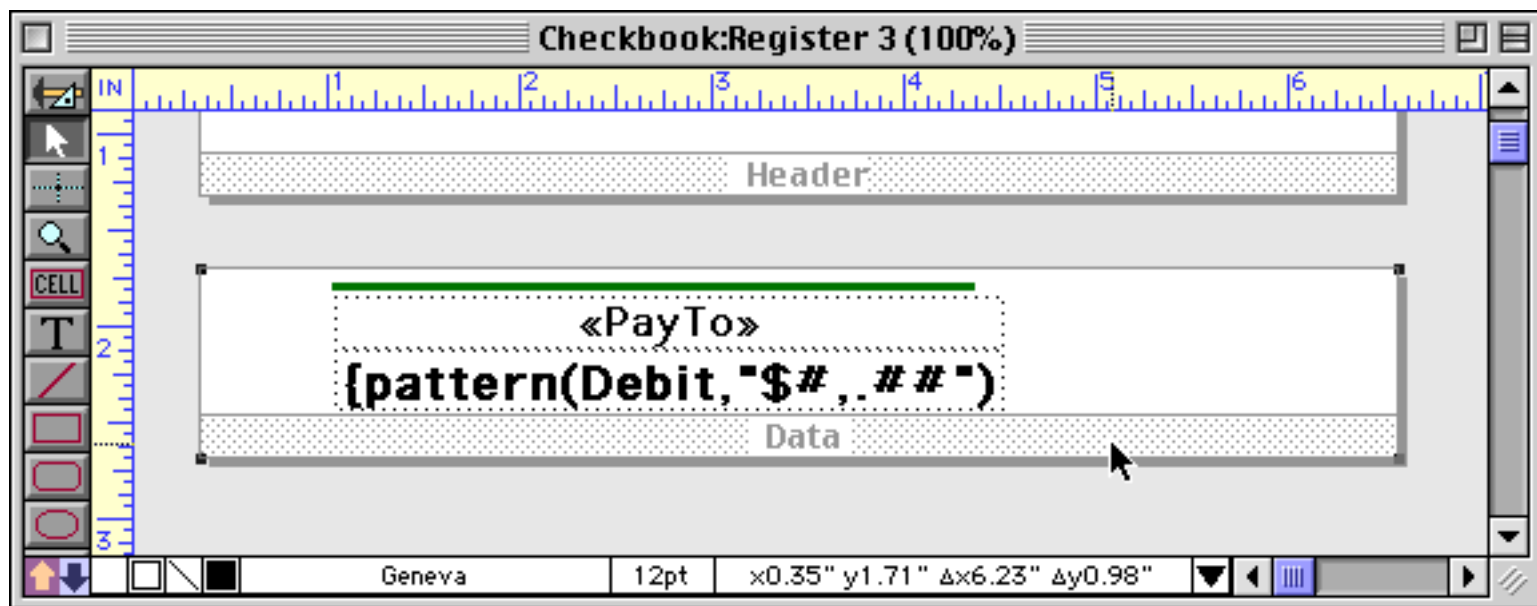 Checkbook:Register 3 (100%)
IN 1 2 3 4 5 6
1
Header
CELL
«PayTo»
T
2
{pattern(Debit,"$#,.##")
Data
3
Geneva 12pt x0.35" y1.71" Δx6.23" Δy0.98"